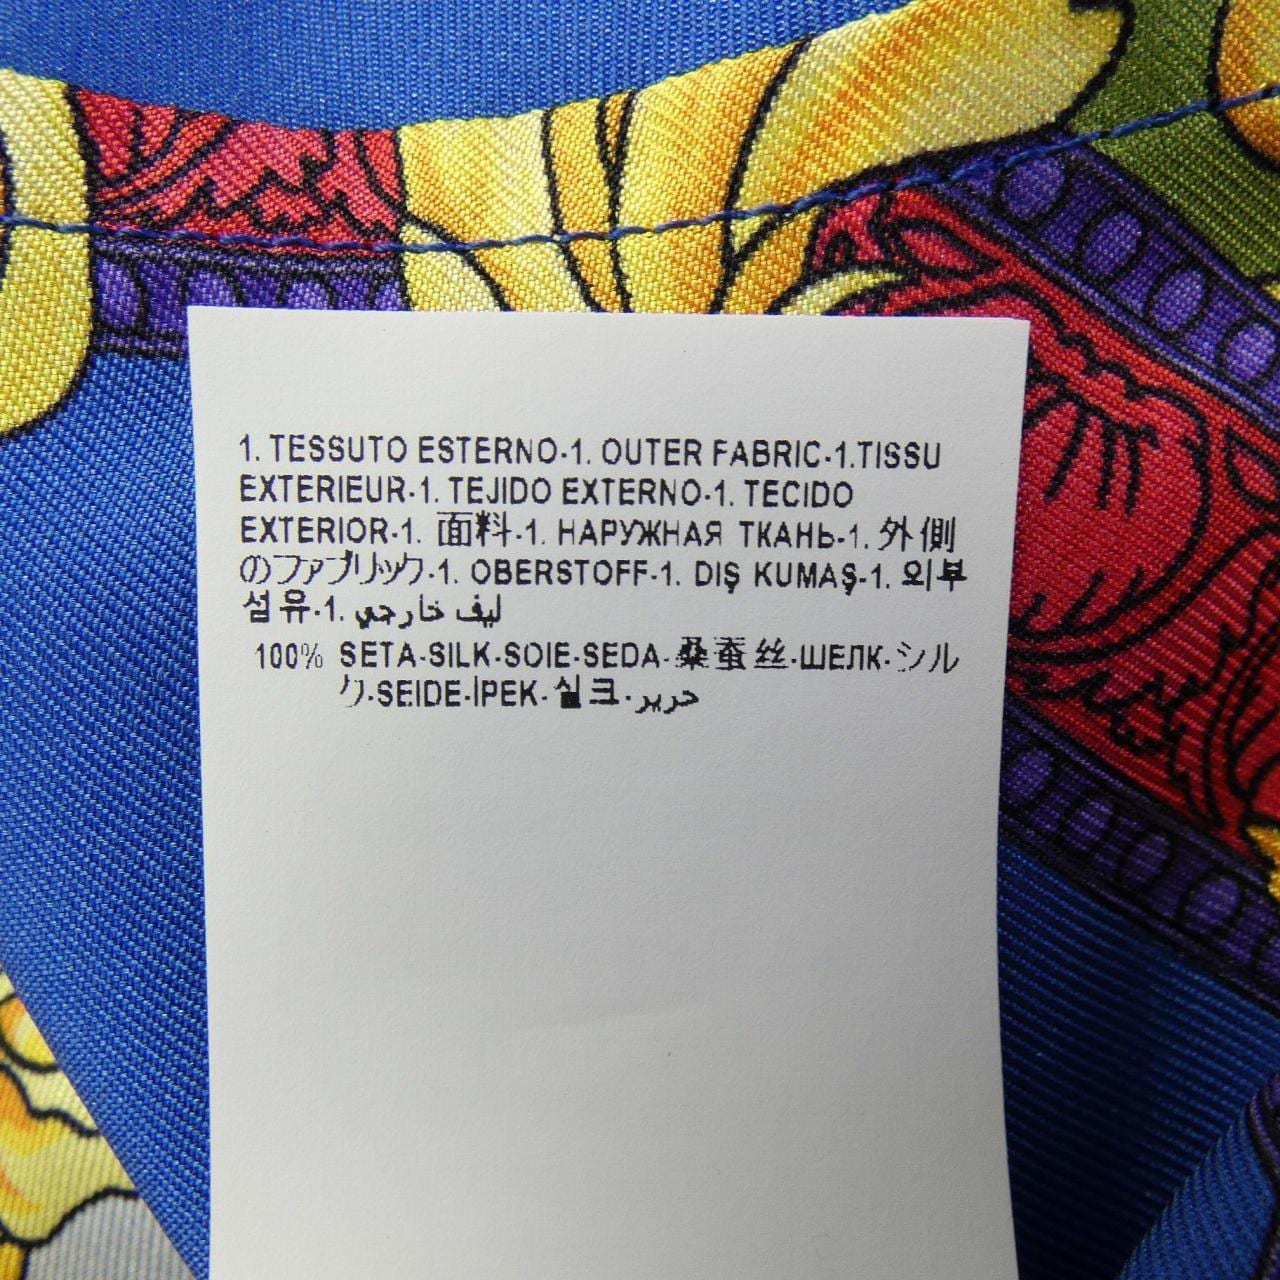 1. TESSUTO ESTERNO-1. OUTER FABRIC-1.TISSU
EXTERIEUR-1. TEJIDO EXTERNO-1. TECIDO
EXTERIOR-1. 面料-1. НАРУЖНАЯ ТКАНЬ-1. 外側
のファブリック-1. OBERSTOFF-1. DIŞ KUMAŞ-1. 외부
섬유-1. ليف خارجي
100% SETA-SILK-SOIE-SEDA-桑蚕丝-ШЕЛК-シル
ク-SEIDE-İPEK-실크-حرير